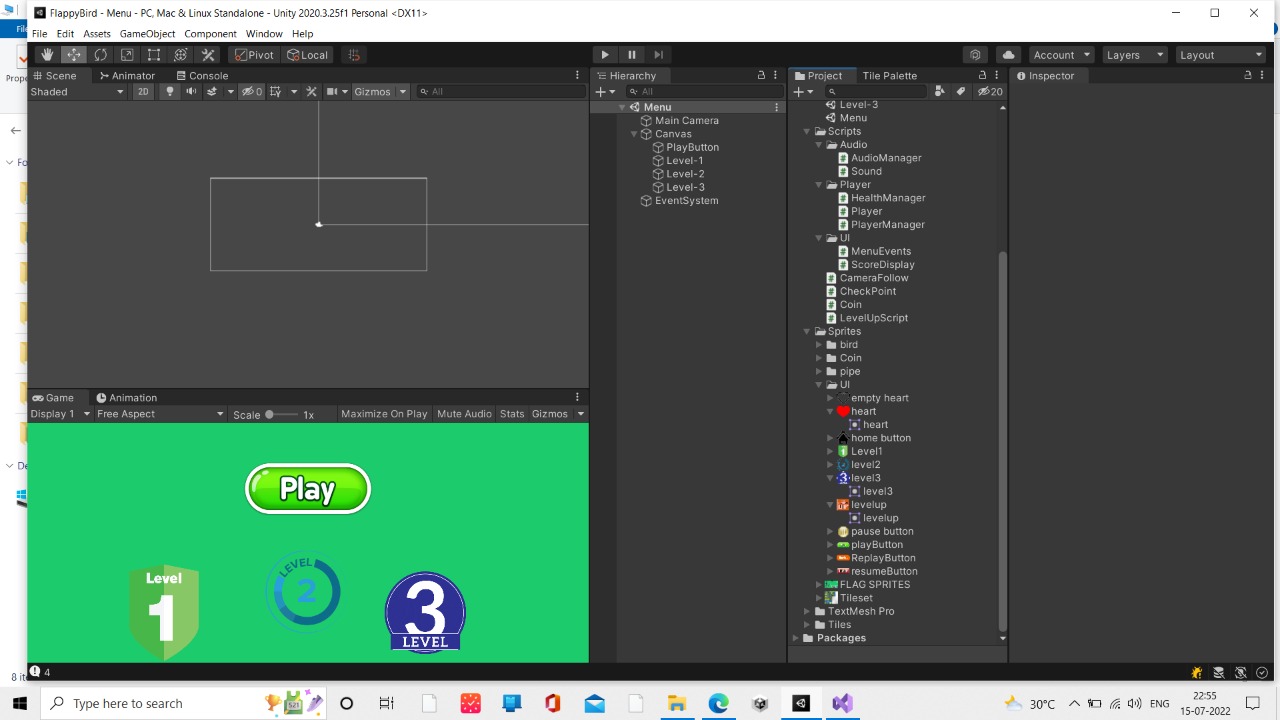 FlappyBird - Menu - PC, Mac & Linux Standalone - Unity 2020.3.25f1 Personal <DX11>
File Edit Assets GameObject Component Window Help
Pivot Local Account Layers Layout
Scene Animator Console
Shaded 2D 0 Gizmos All
Hierarchy
All
Menu
Main Camera
Canvas
PlayButton
Level-1
Level-2
Level-3
EventSystem
Project Tile Palette
20
Level-3
Menu
Scripts
Audio
AudioManager
Sound
Player
HealthManager
Player
PlayerManager
UI
MenuEvents
ScoreDisplay
CameraFollow
CheckPoint
Coin
LevelUpScript
Sprites
bird
Coin
pipe
UI
empty heart
heart
heart
home button
Level1
level2
level3
level3
levelup
levelup
pause button
playButton
ReplayButton
resumeButton
FLAG SPRITES
Tileset
TextMesh Pro
Tiles
Packages
Inspector
Game Animation
Display 1 Free Aspect Scale 1x Maximize On Play Mute Audio Stats Gizmos
Play
Level
1
LEVEL
2
3
LEVEL
4
File
Prope
Fo
De
8 ite
Type here to search
30°C ENG
22:55
15-07-2022